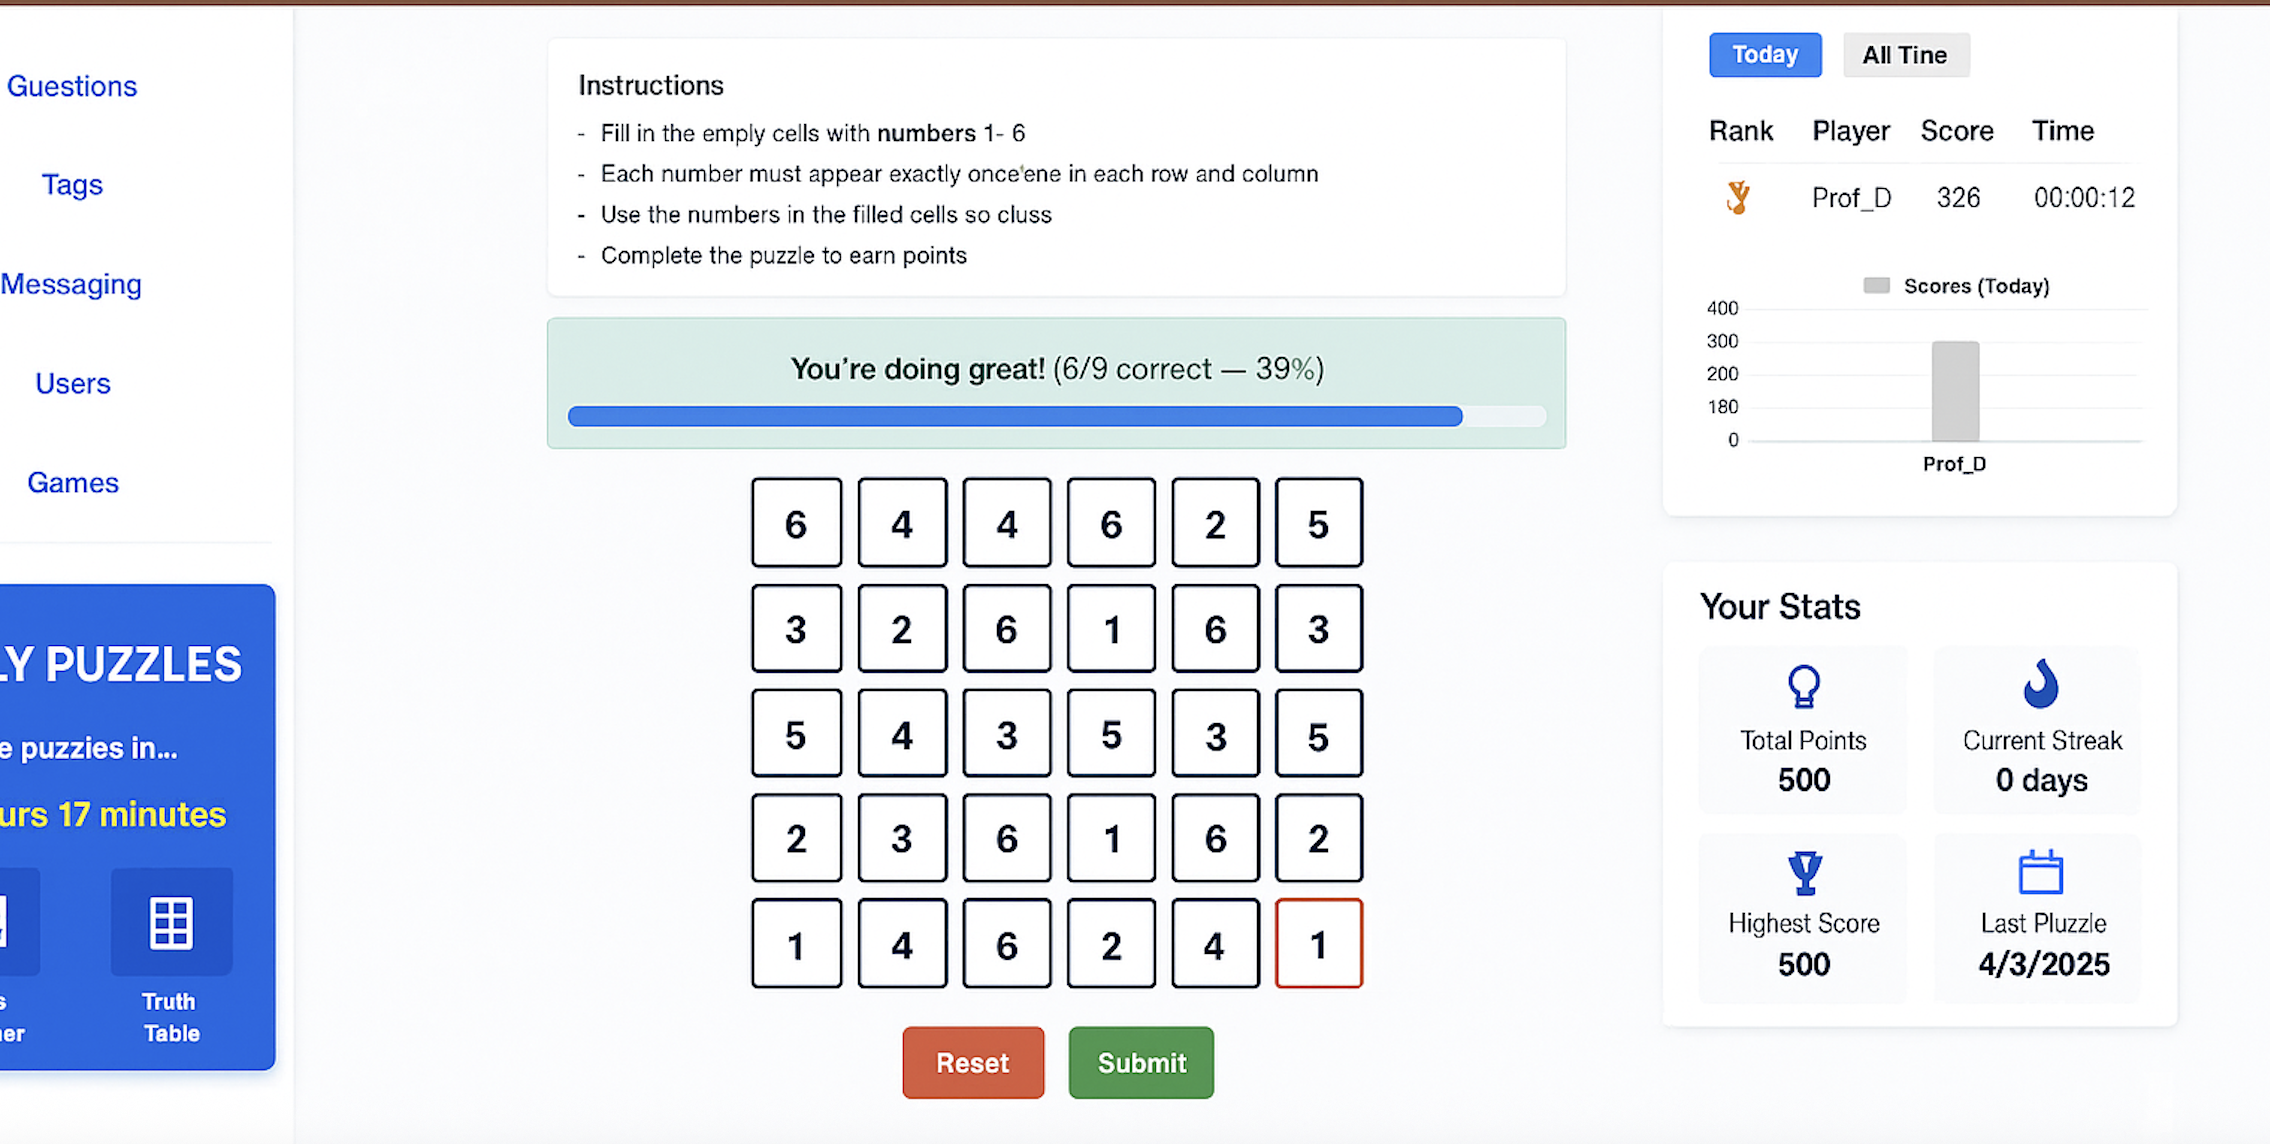 Guestions
Tags
Messaging
Users
Games
LY PUZZLES
e puzzies in...
urs 17 minutes
s
ner
Truth
Table
Instructions
- Fill in the emply cells with numbers 1- 6
- Each number must appear exactly once'ene in each row and column
- Use the numbers in the filled cells so cluss
- Complete the puzzle to earn points
You're doing great! (6/9 correct — 39%)
6 4 4 6 2 5
3 2 6 1 6 3
5 4 3 5 3 5
2 3 6 1 6 2
1 4 6 2 4 1
Reset Submit
Today All Tine
Rank Player Score Time
Prof_D 326 00:00:12
Scores (Today)
400
300
200
180
0
Prof_D
Your Stats
Total Points
500
Current Streak
0 days
Highest Score
500
Last Pluzzle
4/3/2025